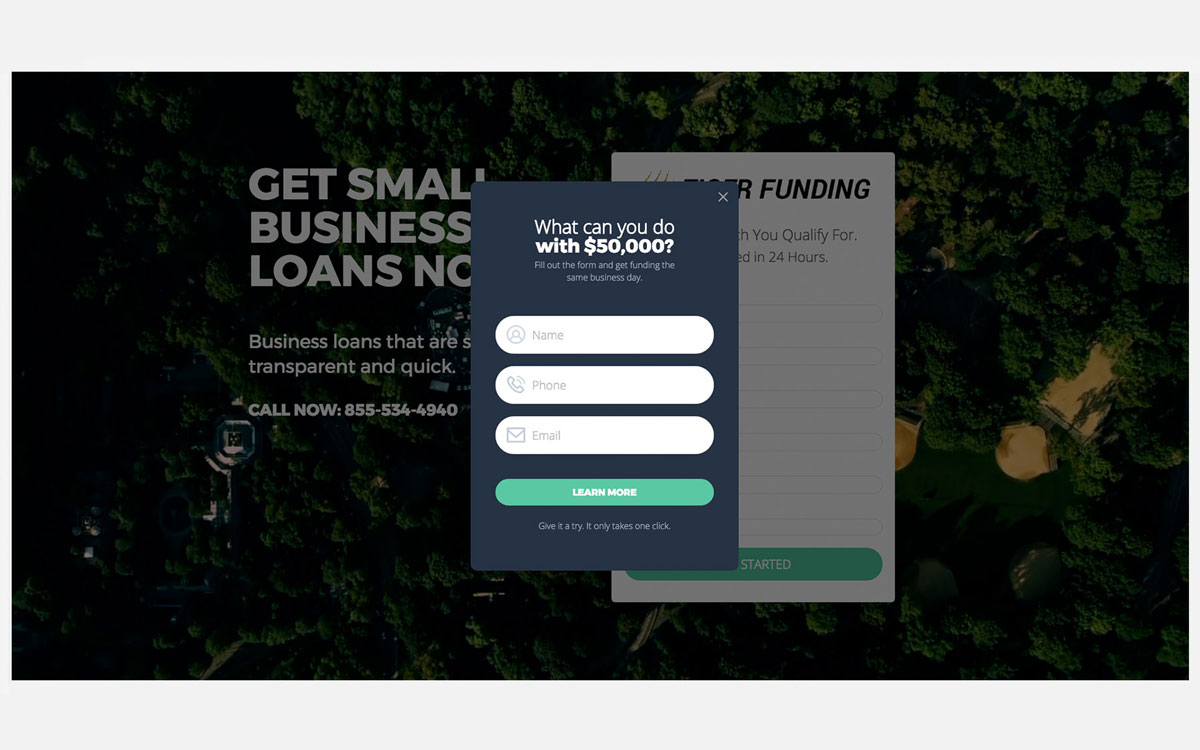 GET SMALL
BUSINESS
LOANS NO
Business loans that are s
transparent and quick.
CALL NOW: 855-534-4940
What can you do
with $50,000?
Fill out the form and get funding the
same business day.
Name
Phone
Email
LEARN MORE
Give it a try. It only takes one click.
TIGER FUNDING
You Qualify For.
in 24 Hours.
STARTED